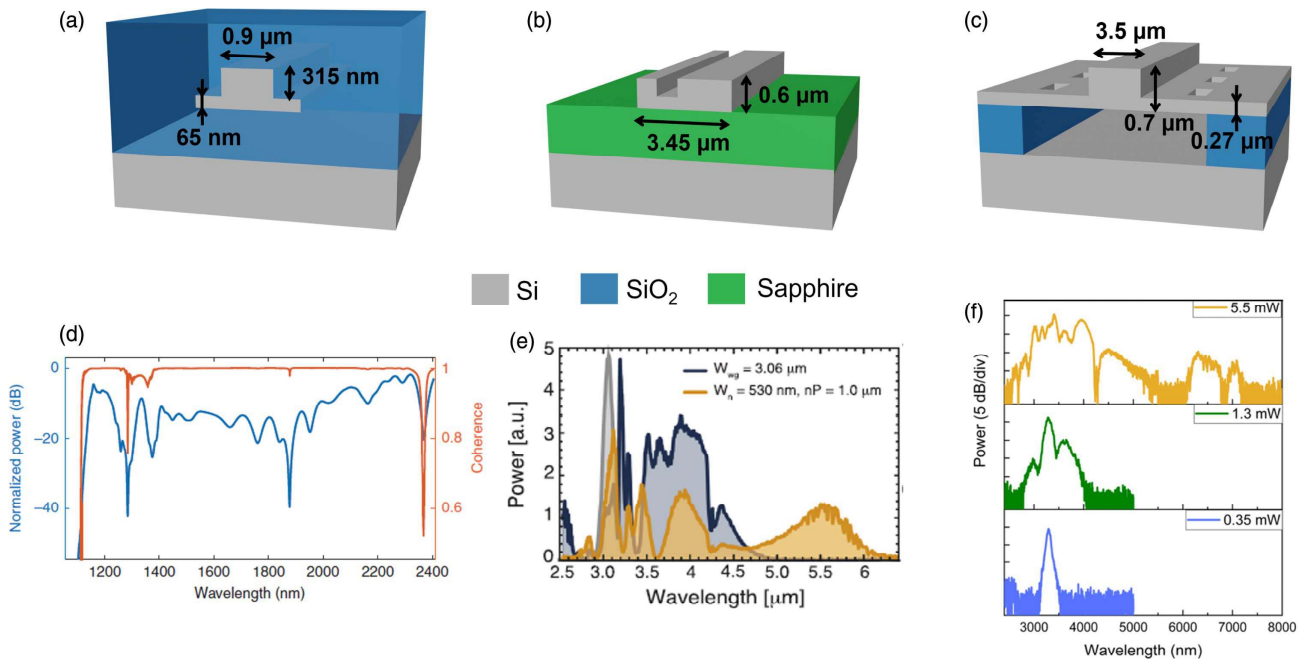 (a)
0.9 μm
315 nm
65 nm
(b)
0.6 μm
3.45 μm
(c)
3.5 μm
0.7 μm
0.27 μm
Si
SiO2
Sapphire
(d)
Normalized power (dB)
0
−20
−40
1
0.8
0.6
Coherence
1200 1400 1600 1800 2000 2200 2400
Wavelength (nm)
(e)
Power [a.u.]
5
4
3
2
1
0
Wwg = 3.06 μm
Wn = 530 nm, nP = 1.0 μm
2.5 3.0 3.5 4 4.5 5 5.5 6
Wavelength [μm]
(f)
Power (5 dB/div)
5.5 mW
1.3 mW
0.35 mW
3000 4000 5000 6000 7000 8000
Wavelength (nm)